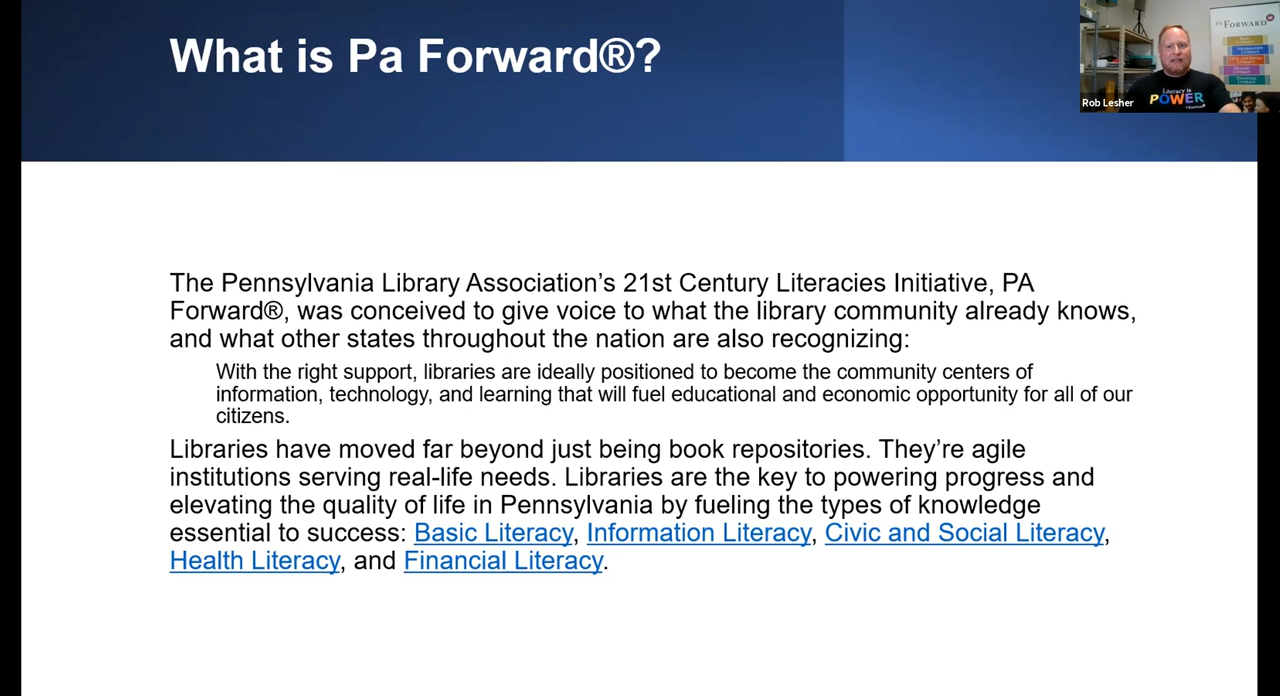 What is Pa Forward®?
PA FORWARD
INFORMATION
LITERACY
Rob Lesher
Literacy is
POWER
The Pennsylvania Library Association’s 21st Century Literacies Initiative, PA
Forward®, was conceived to give voice to what the library community already knows,
and what other states throughout the nation are also recognizing:
With the right support, libraries are ideally positioned to become the community centers of
information, technology, and learning that will fuel educational and economic opportunity for all of our
citizens.
Libraries have moved far beyond just being book repositories. They’re agile
institutions serving real-life needs. Libraries are the key to powering progress and
elevating the quality of life in Pennsylvania by fueling the types of knowledge
essential to success: Basic Literacy, Information Literacy, Civic and Social Literacy,
Health Literacy, and Financial Literacy.